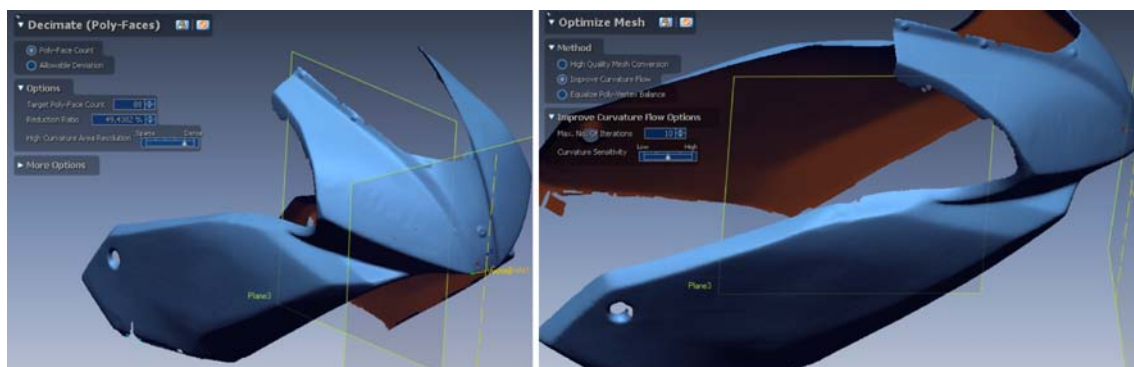 Decimate (Poly-Faces)
Poly-Face Count
Allowable Deviation
Options
Target Poly-Face Count
Reduction Ratio 49,4382 %
High Curvature Area Resolution Sparse Dense
More Options
Plane3
Optimize Mesh
Method
High Quality Mesh Conversion
Improve Curvature Flow
Equalize Poly-Vertex Balance
Improve Curvature Flow Options
Max. No. Of Iterations 10
Curvature Sensitivity Low High
Plane3